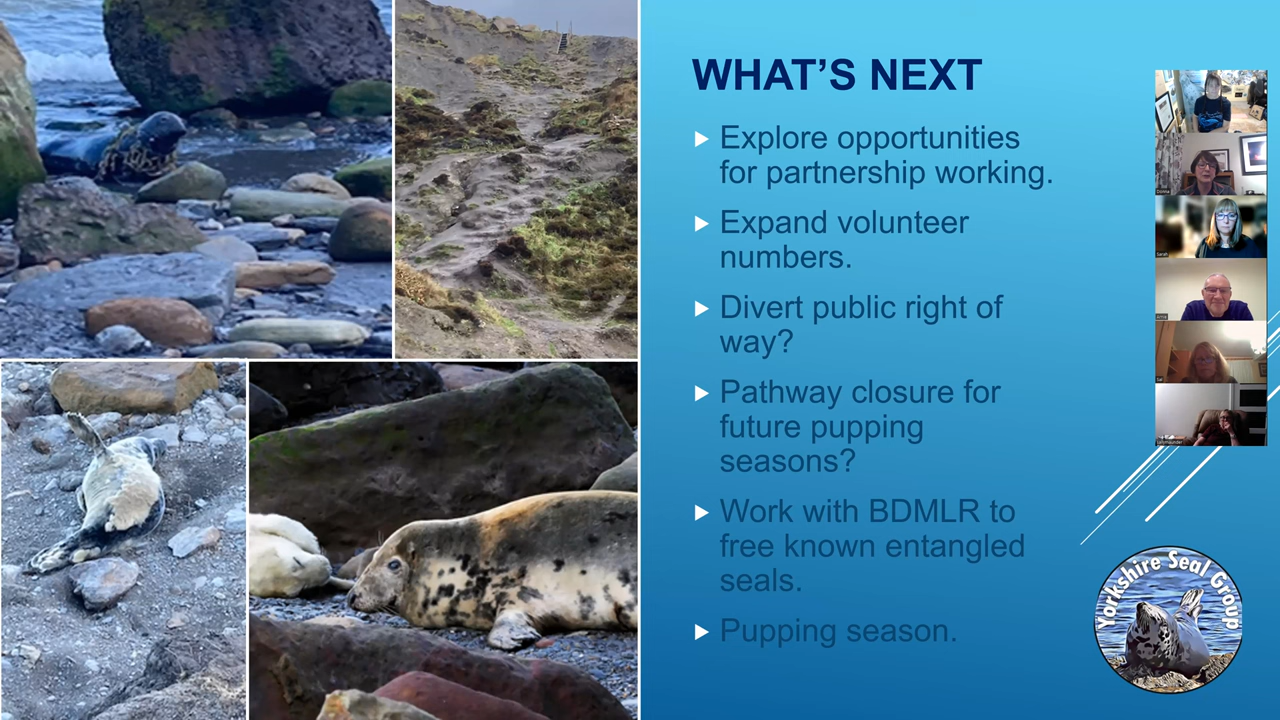 WHAT'S NEXT
Explore opportunities
for partnership working.
Expand volunteer
numbers.
Divert public right of
way?
Pathway closure for
future pupping
seasons?
Work with BDMLR to
free known entangled
seals.
Pupping season.
Yorkshire Seal Group
Sarah